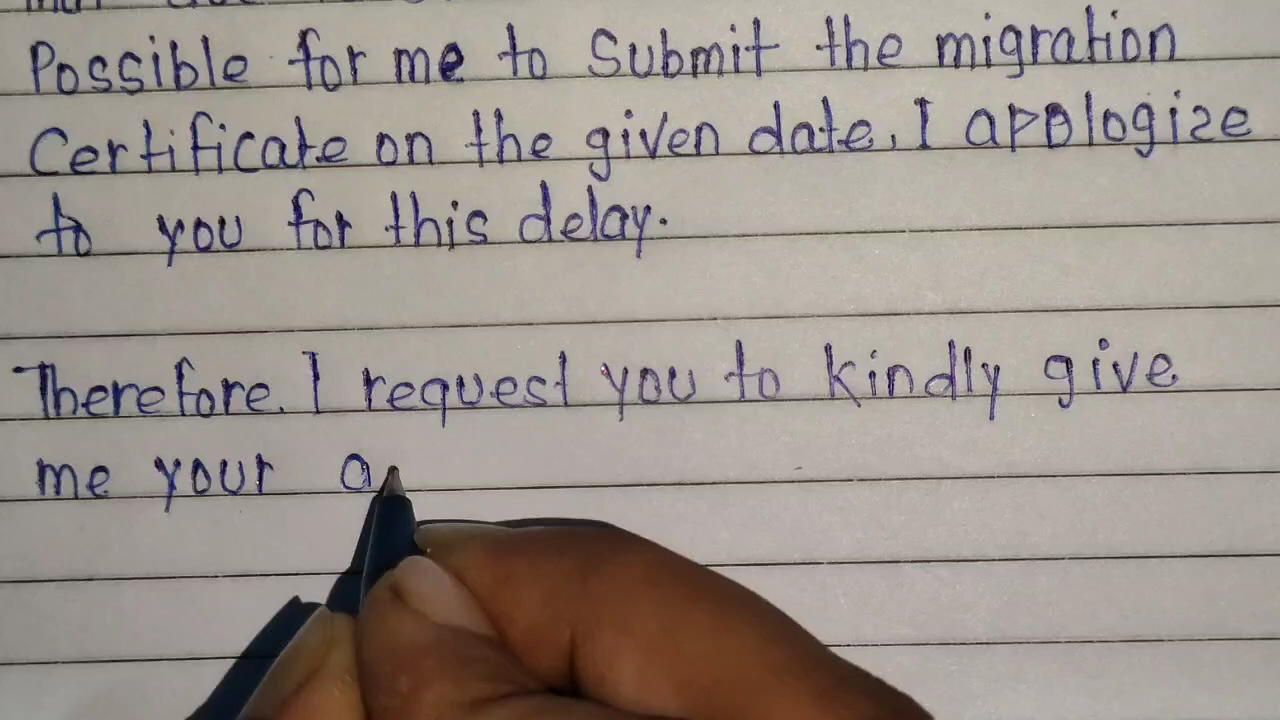 Possible for me to Submit the migration
Certificate on the given date, I apologize
to you for this delay.
Therefore. I request you to kindly give
me your a